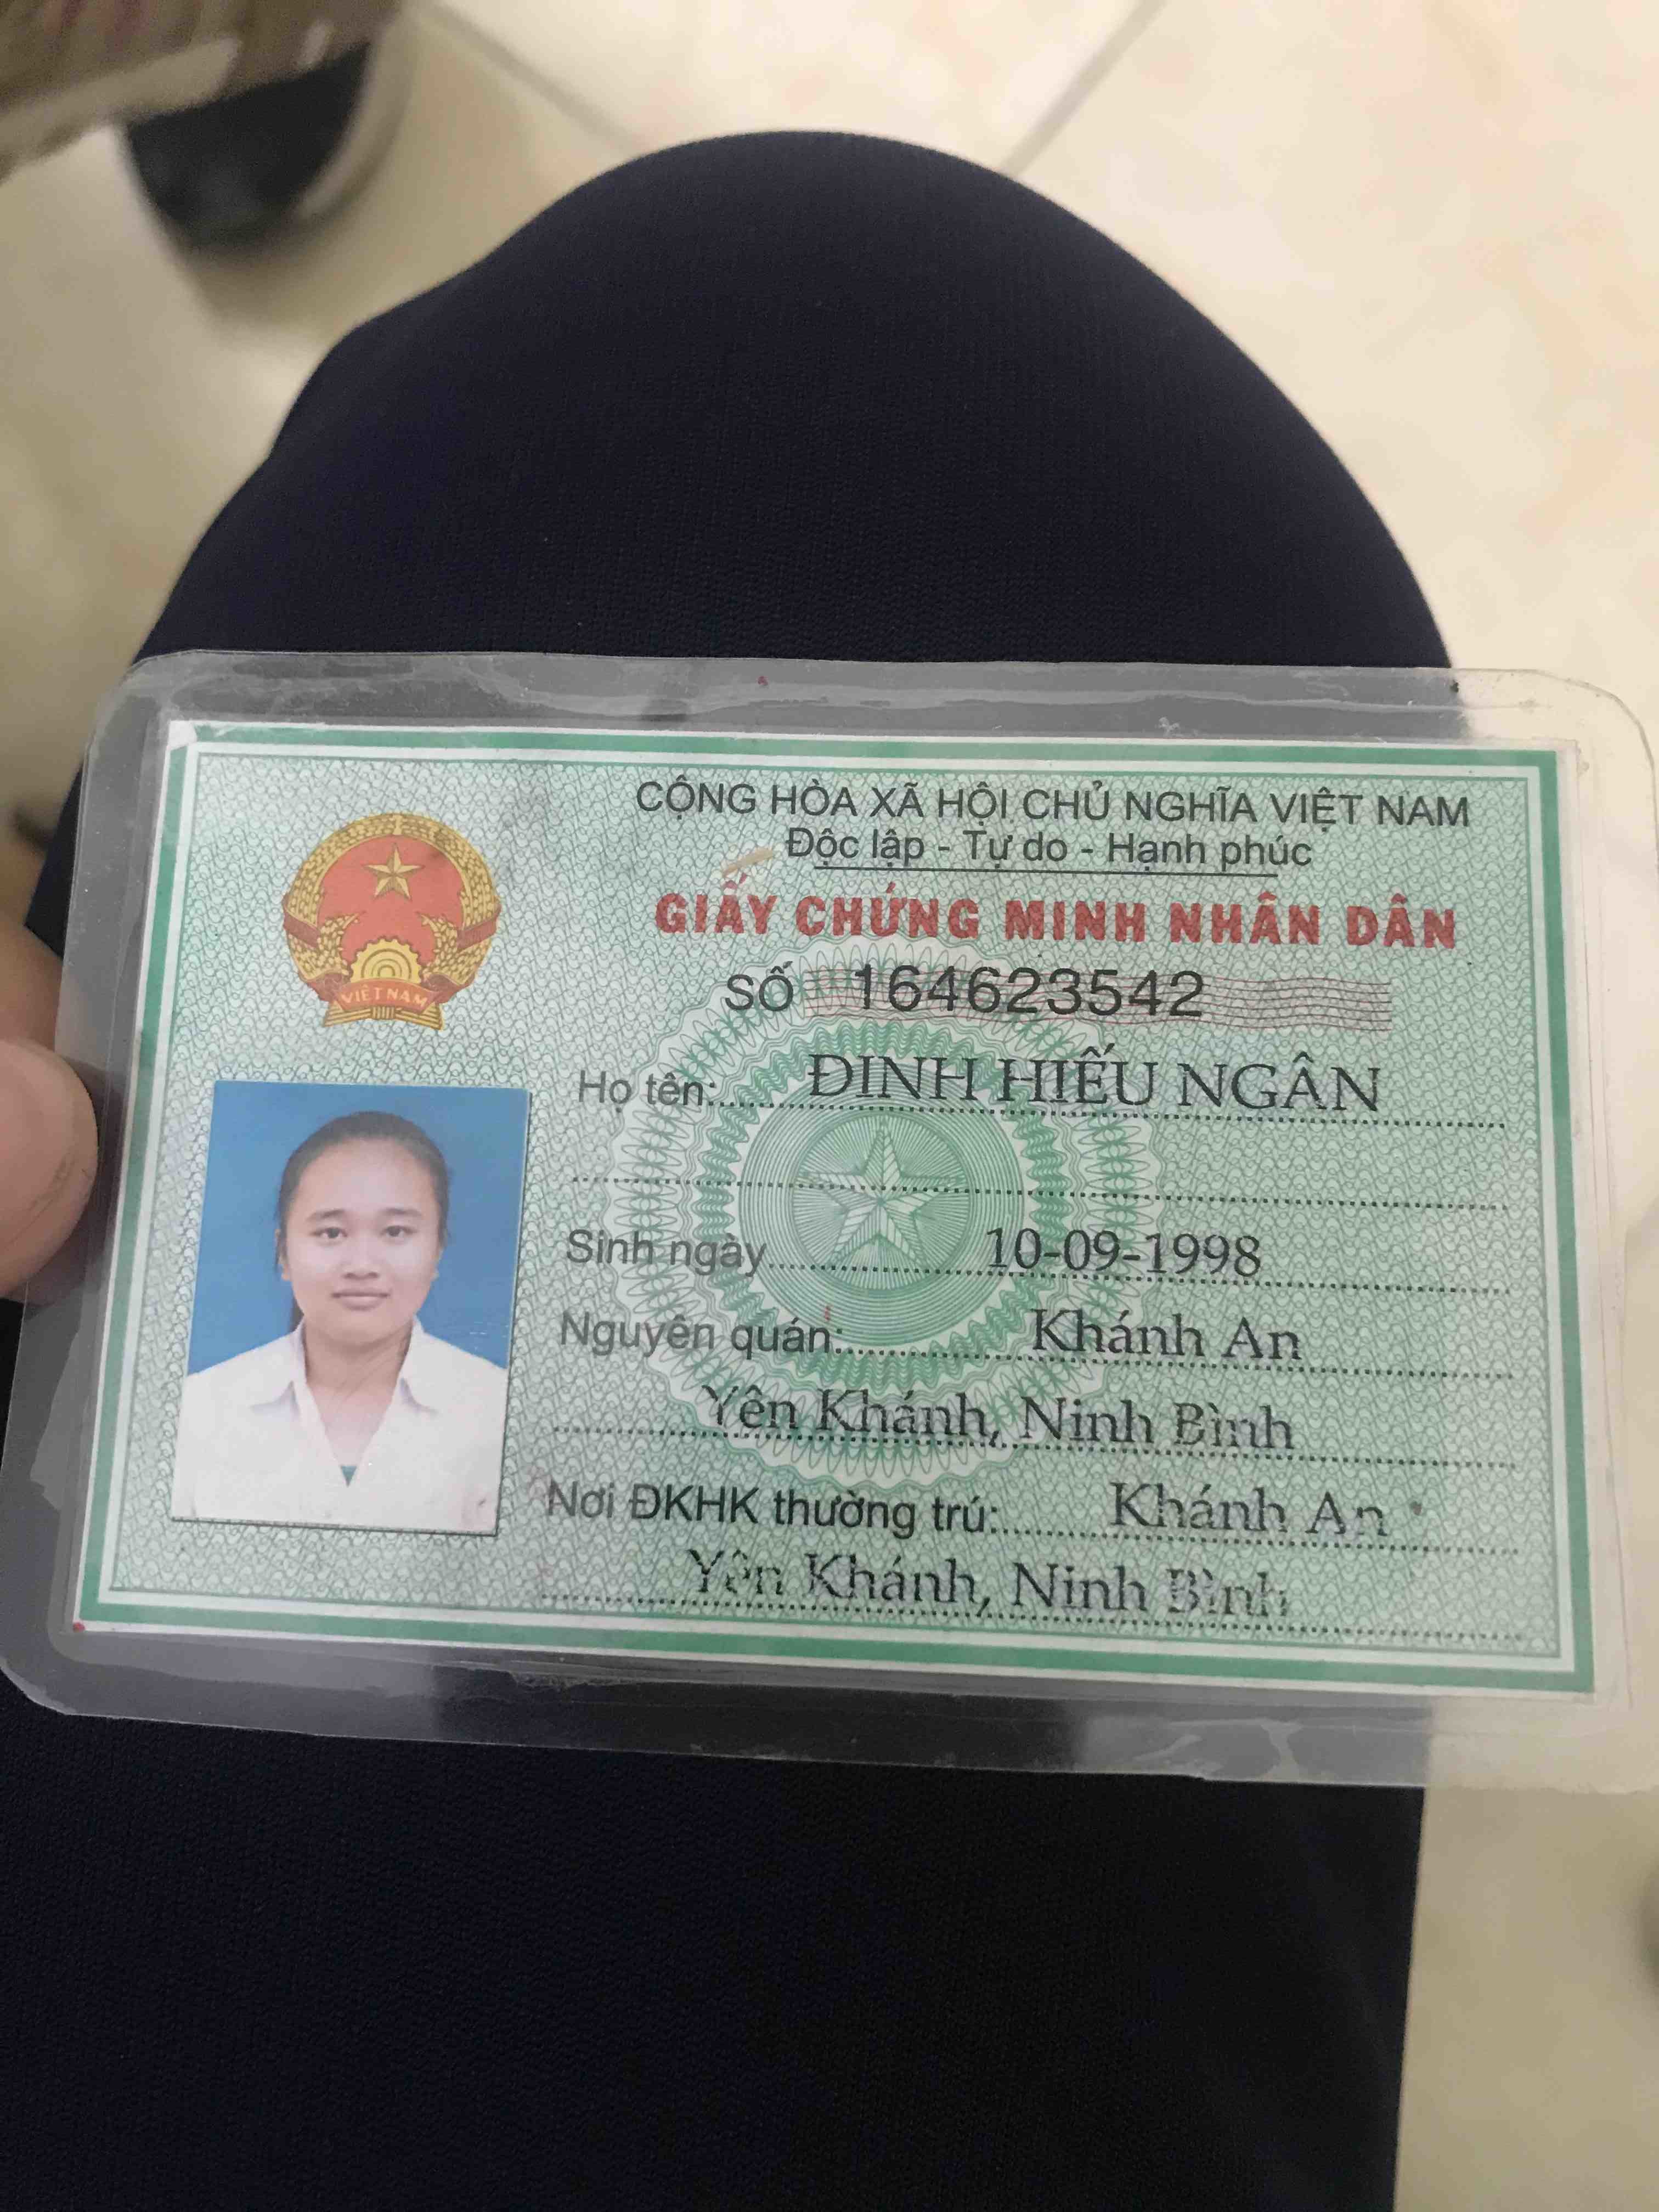 CỘNG HÒA XÃ HỘI CHỦ NGHĨA VIỆT NAM
Độc lập - Tự do - Hạnh phúc
GIẤY CHỨNG MINH NHÂN DÂN
SỐ 164623542
VIỆT NAM
Họ tên: ĐINH HIẾU NGÂN
Sinh ngày 10-09-1998
Nguyên quán: Khánh An
Yên Khánh, Ninh Bình
Nơi ĐKHK thường trú: Khánh An
Yên Khánh, Ninh Bình